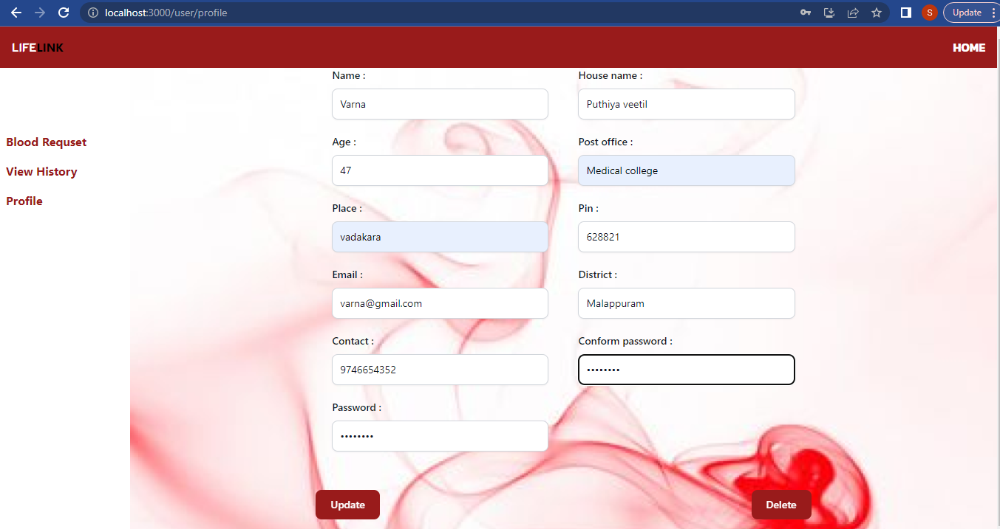 localhost:3000/user/profile
S
Update
LIFELINK
HOME
Blood Requset
View History
Profile
Name :
Varna
House name :
Puthiya veetil
Age :
47
Post office :
Medical college
Place :
vadakara
Pin :
628821
Email :
varna@gmail.com
District :
Malappuram
Contact :
9746654352
Conform password :
••••••••
Password :
••••••••
Update
Delete